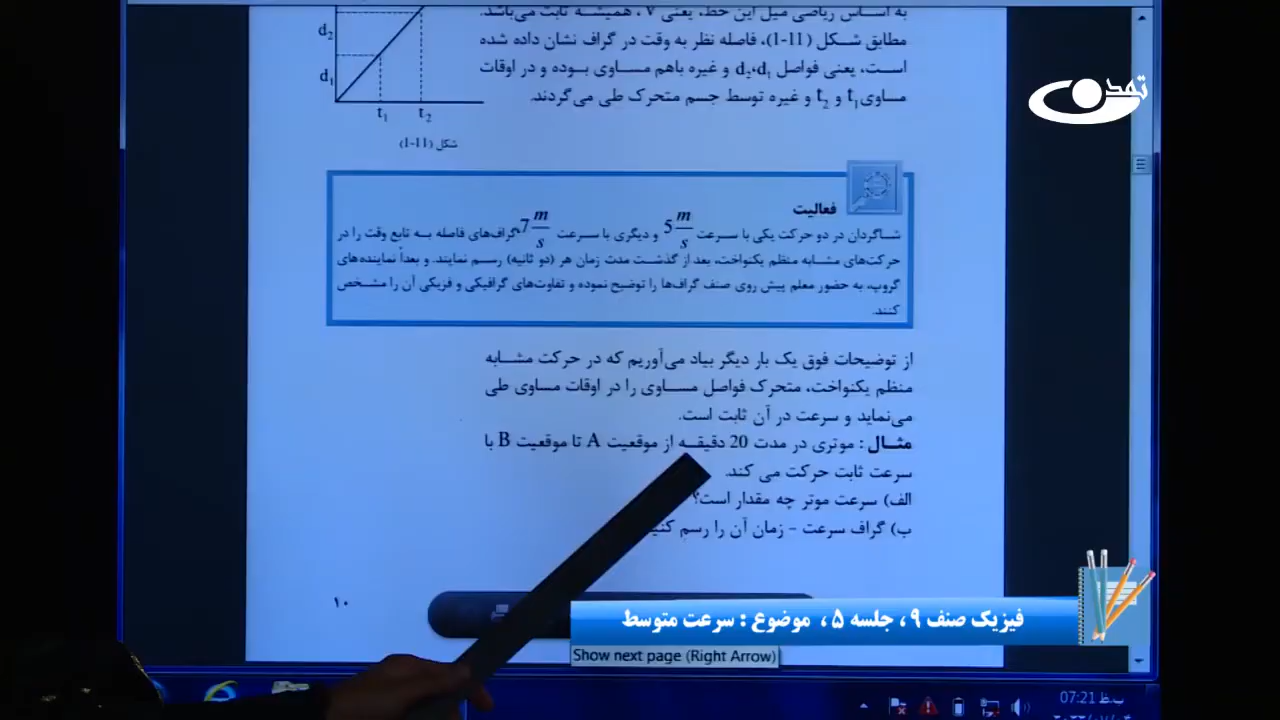 به اساس ریاضی میل این خط، یعنی v، همیشه ثابت می‌باشد.
مطابق شکل (11-1)، فاصله نظر به وقت در گراف نشان داده شده
است، یعنی فواصل d₁،d₂ و غیره باهم مساوی بوده و در اوقات
مساوی t₁ و t₂ و غیره توسط جسم متحرک طی می‌گردند.
d₂
d₁
t₁ t₂
شکل (11-1)
تمدن
فعالیت
شاگردان در دو حرکت یکی با سرعت 5 m/s و دیگری با سرعت 7 m/s، گراف‌های فاصله به تابع وقت را در
حرکت‌های مشابه منظم یکنواخت، بعد از گذشت مدت زمان هر (دو ثانیه) رسم نمایند. و بعداً نماینده‌های
گروپ، به حضور معلم پیش روی صنف گراف‌ها را توضیح نموده و تفاوت‌های گرافیکی و فزیکی آن را مشخص
کنند.
از توضیحات فوق یک بار دیگر بیاد می‌آوریم که در حرکت مشابه
منظم یکنواخت، متحرک فواصل مساوی را در اوقات مساوی طی
می‌نماید و سرعت در آن ثابت است.
مثال: موتری در مدت 20 دقیقه از موقعیت A تا موقعیت B با
سرعت ثابت حرکت می کند.
الف) سرعت موتر چه مقدار است؟
ب) گراف سرعت - زمان آن را رسم
۱۰
فیزیک صنف ۹، جلسه ۵، موضوع: سرعت متوسط
Show next page (Right Arrow)
07:21 ب.ظ